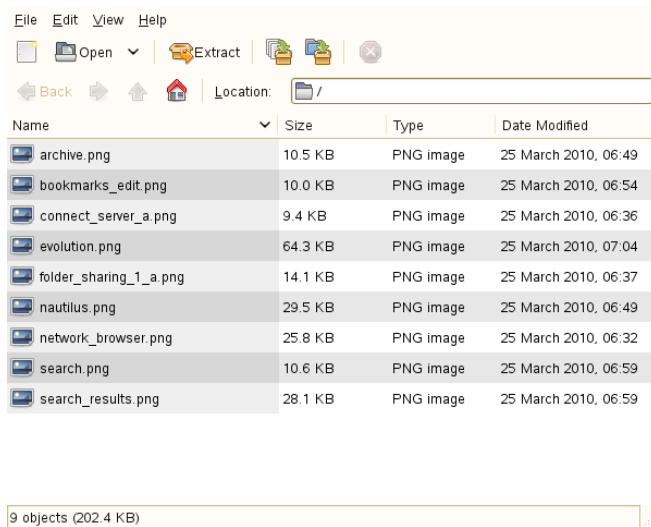 File Edit View Help
Open Extract
Back Location: /
Name Size Type Date Modified
archive.png 10.5 KB PNG image 25 March 2010, 06:49
bookmarks_edit.png 10.0 KB PNG image 25 March 2010, 06:54
connect_server_a.png 9.4 KB PNG image 25 March 2010, 06:36
evolution.png 64.3 KB PNG image 25 March 2010, 07:04
folder_sharing_1_a.png 14.1 KB PNG image 25 March 2010, 06:37
nautilus.png 29.5 KB PNG image 25 March 2010, 06:49
network_browser.png 25.8 KB PNG image 25 March 2010, 06:32
search.png 10.6 KB PNG image 25 March 2010, 06:59
search_results.png 28.1 KB PNG image 25 March 2010, 06:59
9 objects (202.4 KB)